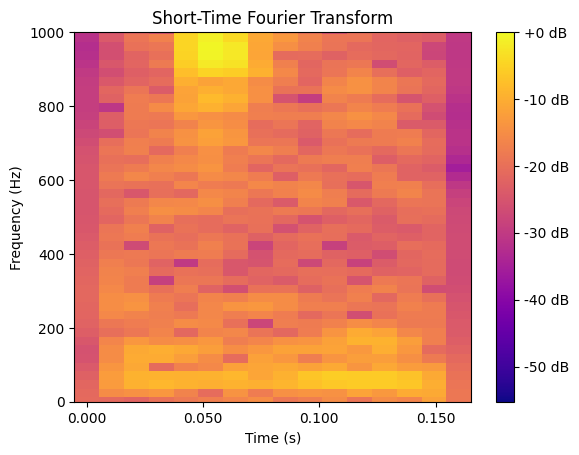 Short-Time Fourier Transform
Frequency (Hz)
1000
800
600
400
200
0
0.000
0.050
0.100
0.150
Time (s)
+0 dB
-10 dB
-20 dB
-30 dB
-40 dB
-50 dB